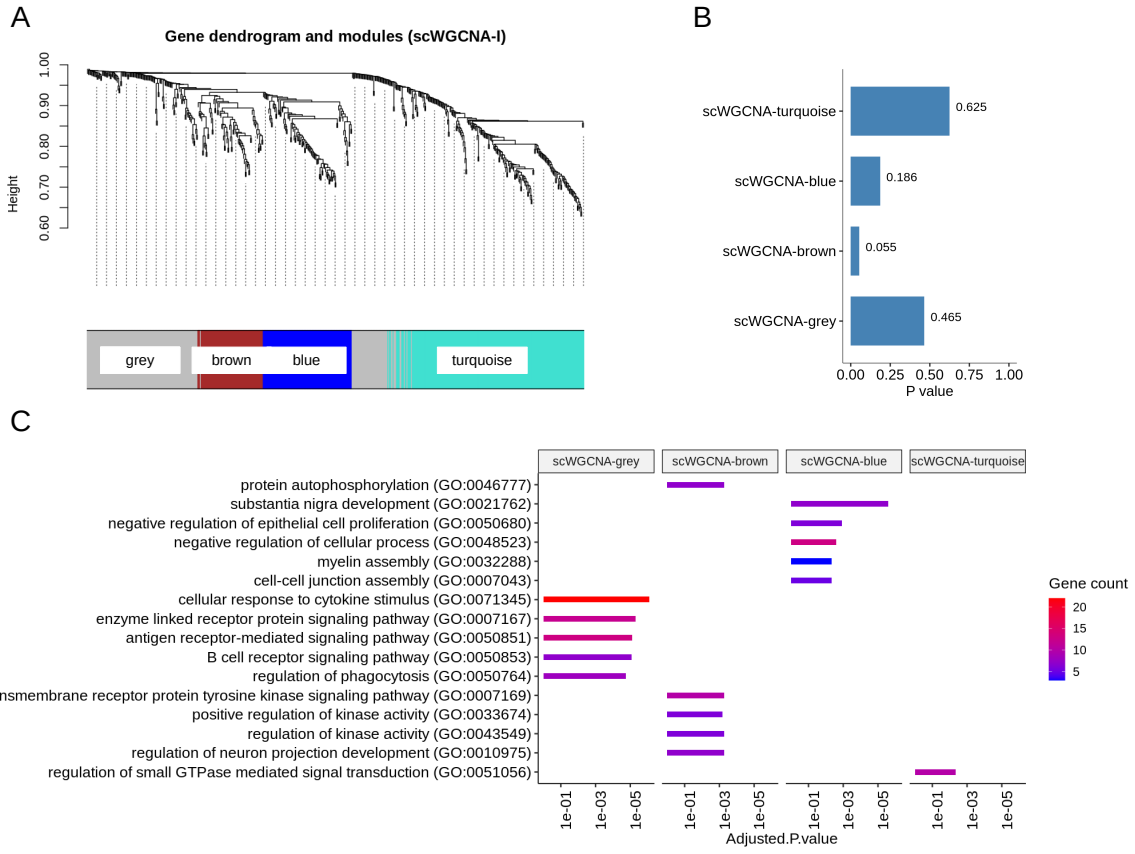 A
B
Gene dendrogram and modules (scWGCNA-I)
Height
1.00
0.90
0.80
0.70
0.60
grey
brown
blue
turquoise
scWGCNA-turquoise
0.625
scWGCNA-blue
0.186
scWGCNA-brown
0.055
scWGCNA-grey
0.465
0.00 0.25 0.50 0.75 1.00
P value
C
scWGCNA-grey
scWGCNA-brown
scWGCNA-blue
scWGCNA-turquoise
protein autophosphorylation (GO:0046777)
substantia nigra development (GO:0021762)
negative regulation of epithelial cell proliferation (GO:0050680)
negative regulation of cellular process (GO:0048523)
myelin assembly (GO:0032288)
cell-cell junction assembly (GO:0007043)
cellular response to cytokine stimulus (GO:0071345)
enzyme linked receptor protein signaling pathway (GO:0007167)
antigen receptor-mediated signaling pathway (GO:0050851)
B cell receptor signaling pathway (GO:0050853)
regulation of phagocytosis (GO:0050764)
nsmembrane receptor protein tyrosine kinase signaling pathway (GO:0007169)
positive regulation of kinase activity (GO:0033674)
regulation of kinase activity (GO:0043549)
regulation of neuron projection development (GO:0010975)
regulation of small GTPase mediated signal transduction (GO:0051056)
1e-01 1e-03 1e-05
1e-01 1e-03 1e-05
1e-01 1e-03 1e-05
1e-01 1e-03 1e-05
Adjusted.P.value
Gene count
20
15
10
5